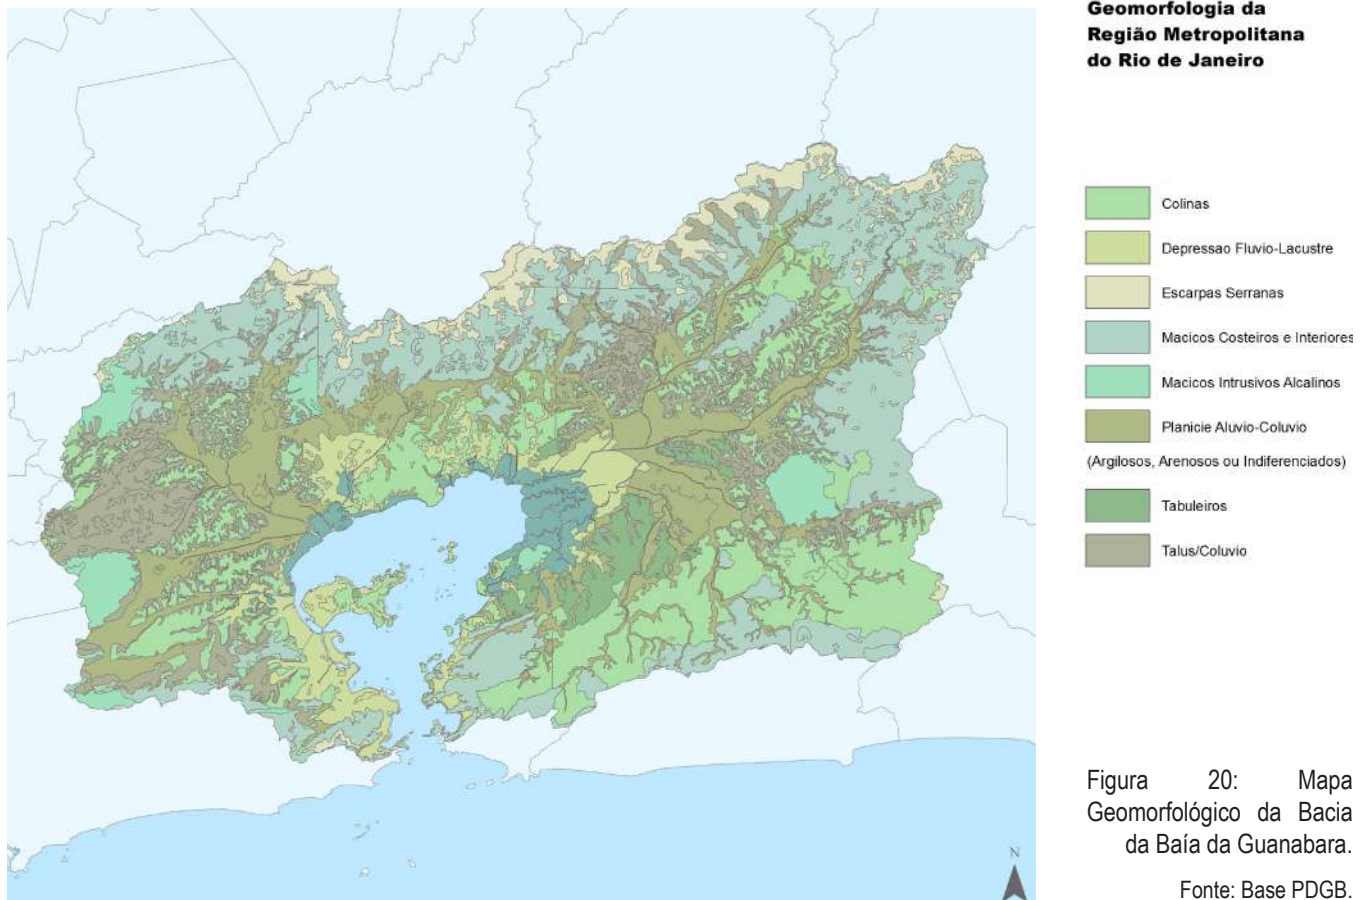 Geomorfologia da
Região Metropolitana
do Rio de Janeiro
Colinas
Depressao Fluvio-Lacustre
Escarpas Serranas
Macicos Costeiros e Interiores
Macicos Intrusivos Alcalinos
Planicie Aluvio-Coluvio
(Argilosos, Arenosos ou Indiferenciados)
Tabuleiros
Talus/Coluvio
N
Figura 20: Mapa
Geomorfológico da Bacia
da Baía da Guanabara.
Fonte: Base PDGB.